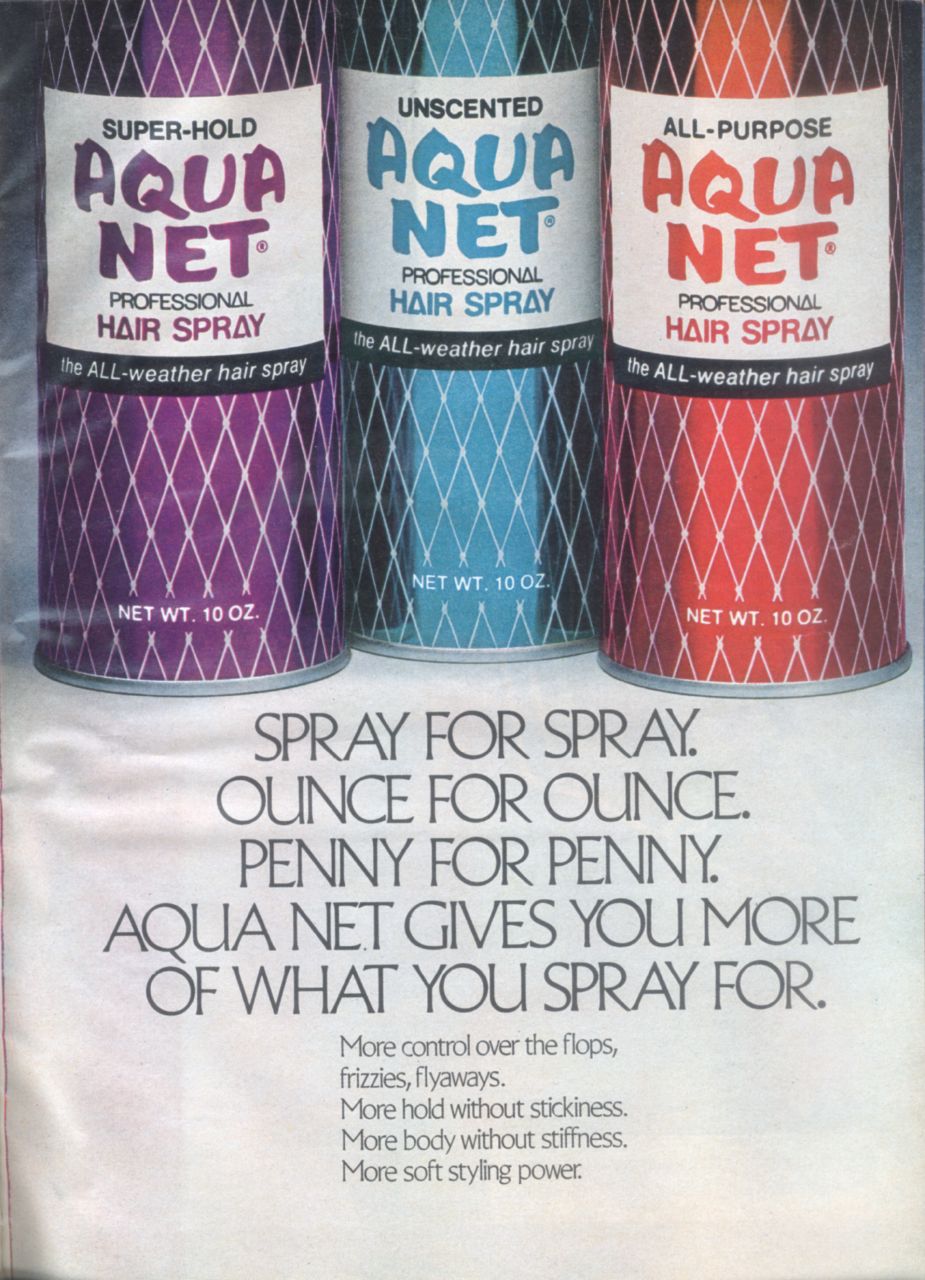 SUPER-HOLD
AQUA
NET®
PROFESSIONAL
HAIR SPRAY
the ALL-weather hair spray
NET WT. 10 OZ.
UNSCENTED
AQUA
NET®
PROFESSIONAL
HAIR SPRAY
the ALL-weather hair spray
NET WT. 10 OZ.
ALL-PURPOSE
AQUA
NET®
PROFESSIONAL
HAIR SPRAY
the ALL-weather hair spray
NET WT. 10 OZ.
SPRAY FOR SPRAY.
OUNCE FOR OUNCE.
PENNY FOR PENNY.
AQUA NET GIVES YOU MORE
OF WHAT YOU SPRAY FOR.
More control over the flops,
frizzies, flyaways.
More hold without stickiness.
More body without stiffness.
More soft styling power.